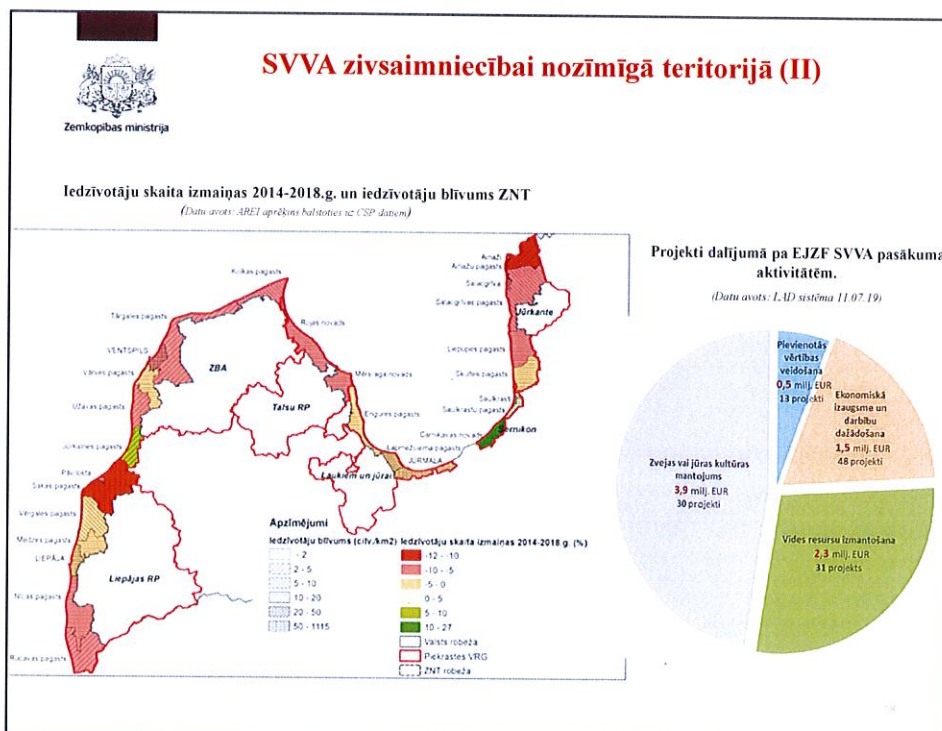 SVVA zivsaimniecībai nozīmīgā teritorijā (II)
Zemkopības ministrija
Iedzīvotāju skaita izmaiņas 2014-2018.g. un iedzīvotāju blīvums ZNT
(Datu avots: AREI aprēķins balstoties uz CSP datiem)
Kolkas pagasts
Tārgales pagasts
VENTSPILS
Vārves pagasts
Užavas pagasts
Jūrkalnes pagasts
Pāvilosta
Sakas pagasts
Vērgales pagasts
Medzes pagasts
LIEPĀJA
Nīcas pagasts
Rucavas pagasts
Rojas novads
Mērsraga novads
Engures pagasts
Lapmežciema pagasts
JŪRMALA
Ainaži
Ainažu pagasts
Salacgrīva
Salacgrīvas pagasts
Liepupes pagasts
Skultes pagasts
Saulkrasti
Saulkrastu pagasts
Carnikavas novads
ZBA
Talsu RP
Laukiem un jūrai
Liepājas RP
Jūrkante
Sernikon
Apzīmējumi
Iedzīvotāju blīvums (cilv./km2)
- 2
2 - 5
5 - 10
10 - 20
20 - 50
50 - 1115
Iedzīvotāju skaita izmaiņas 2014-2018.g. (%)
-12 - -10
-10 - -5
-5 - 0
0 - 5
5 - 10
10 - 27
Valsts robeža
Piekrastes VRG
ZNT robeža
Projekti dalījumā pa EJZF SVVA pasākuma
aktivitātēm.
(Datu avots: LAD sistēma 11.07.19)
Pievienotās
vērtības
veidošana
0,5 milj. EUR
13 projekti
Ekonomiskā
izaugsme un
darbību
dažādošana
1,5 milj. EUR
48 projekti
Zvejas vai jūras kultūras
mantojums
3,9 milj. EUR
30 projekti
Vides resursu izmantošana
2,3 milj. EUR
31 projekts